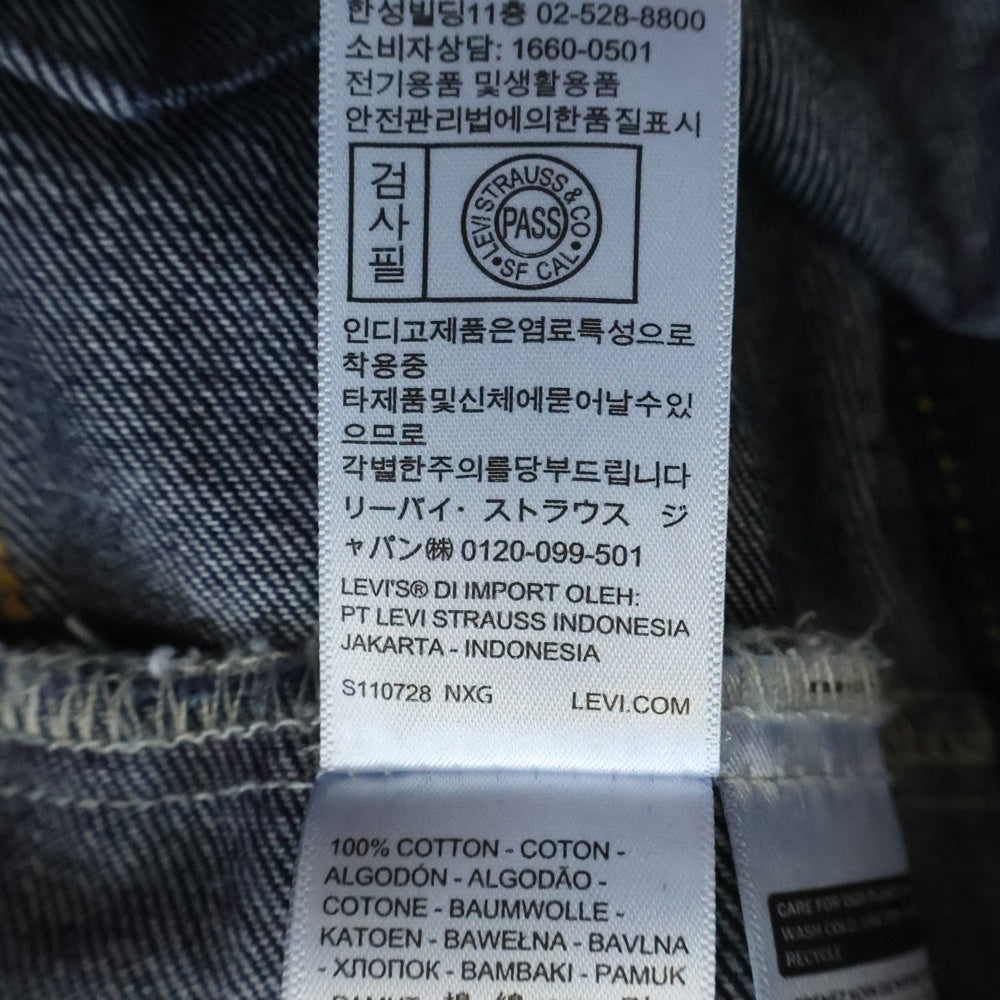 한성빌딩11층 02-528-8800
소비자상담: 1660-0501
전기용품 및생활용품
안전관리법에의한품질표시
검
사
필
LEVI STRAUSS & CO
PASS
SF CAL
인디고제품은염료특성으로
착용중
타제품및신체에묻어날수있
으므로
각별한주의를당부드립니다
リーバイ・ ストラウス ジ
ャパン㈱ 0120-099-501
LEVI'S® DI IMPORT OLEH:
PT LEVI STRAUSS INDONESIA
JAKARTA - INDONESIA
S110728 NXG LEVI.COM
100% COTTON - COTON -
ALGODÓN - ALGODÃO -
COTONE - BAUMWOLLE -
KATOEN - BAWEŁNA - BAVLNA
- ХЛОПОК - BAMBAKI - PAMUK
CARE FOR OUR
WASH COLD, LINE
RECYCLE